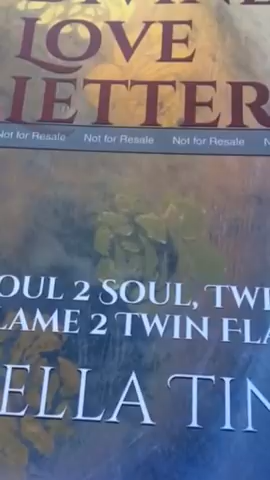 DIVINE
LOVE
LETTER
Not for Resale Not for Resale Not for Resale N
OUL 2 SOUL, TWI
LAME 2 TWIN FLA
ELLA TIN